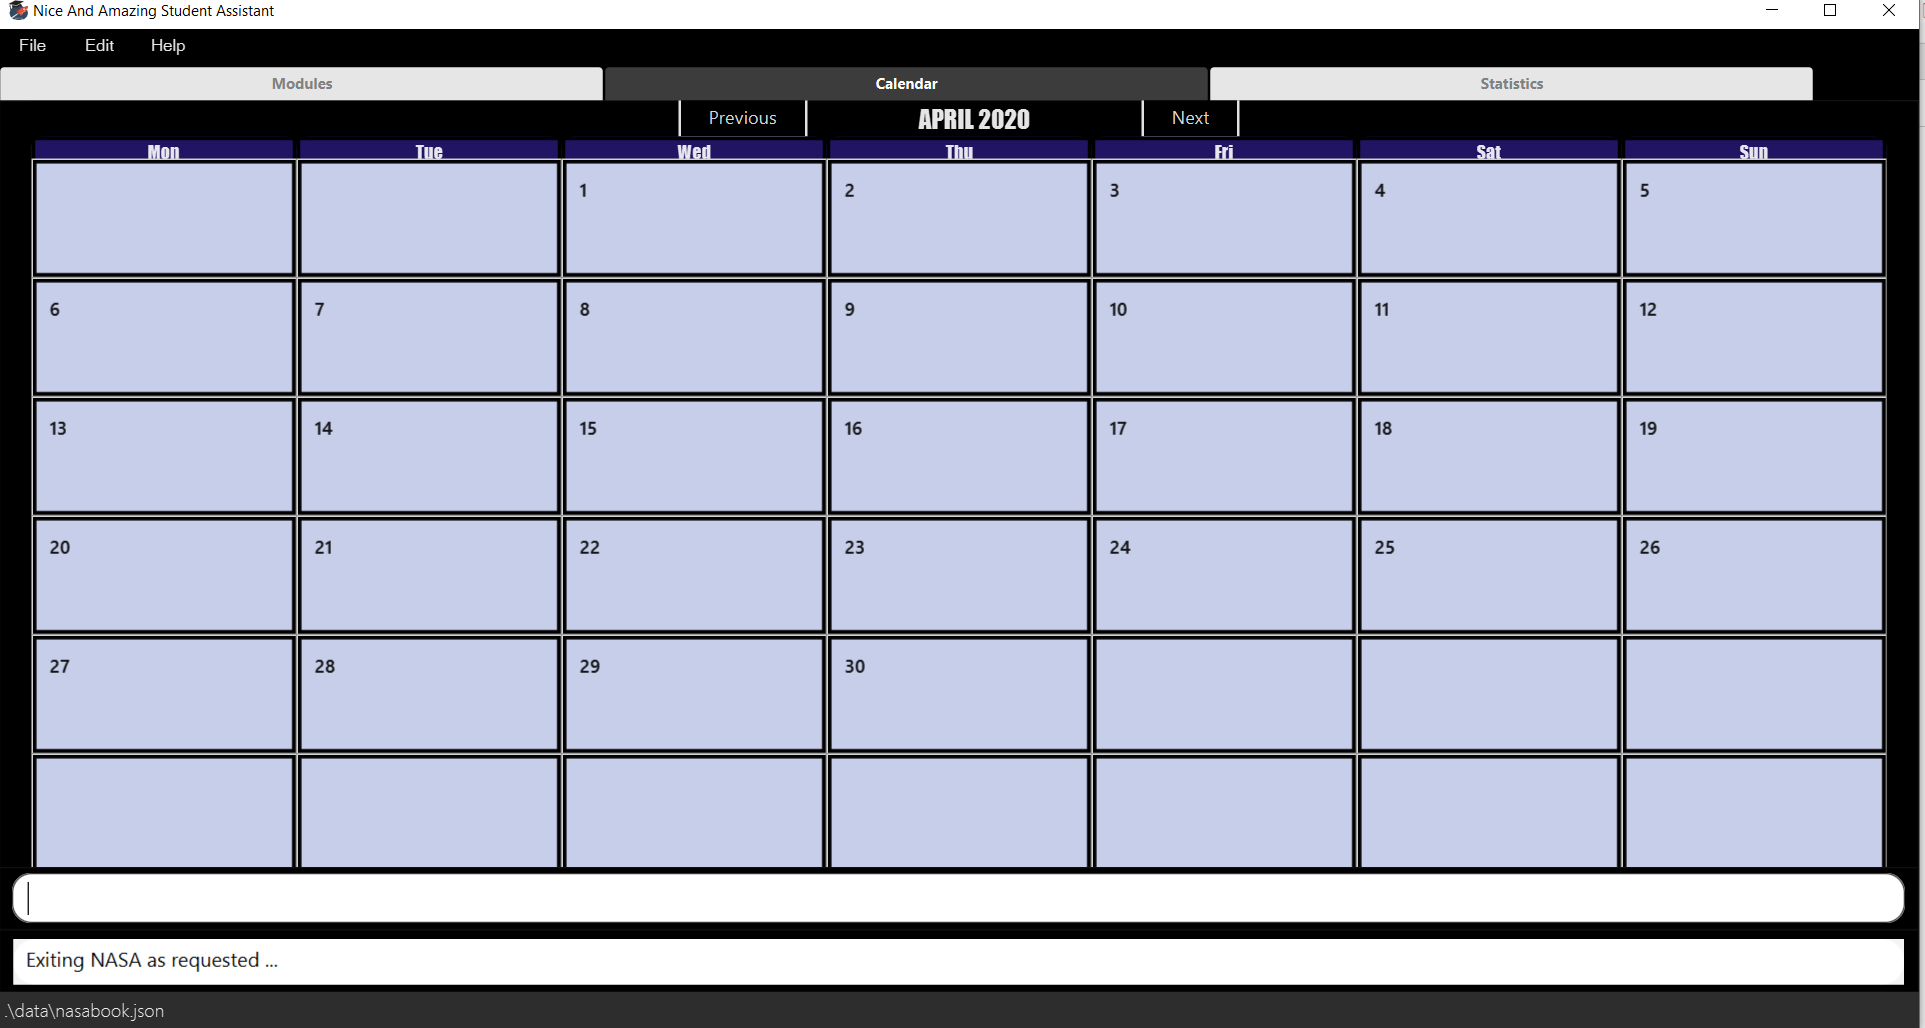 Nice And Amazing Student Assistant
File Edit Help
Modules Calendar Statistics
Previous APRIL 2020 Next
Mon Tue Wed Thu Fri Sat Sun
1 2 3 4 5
6 7 8 9 10 11 12
13 14 15 16 17 18 19
20 21 22 23 24 25 26
27 28 29 30
Exiting NASA as requested ...
.\data\nasabook.json